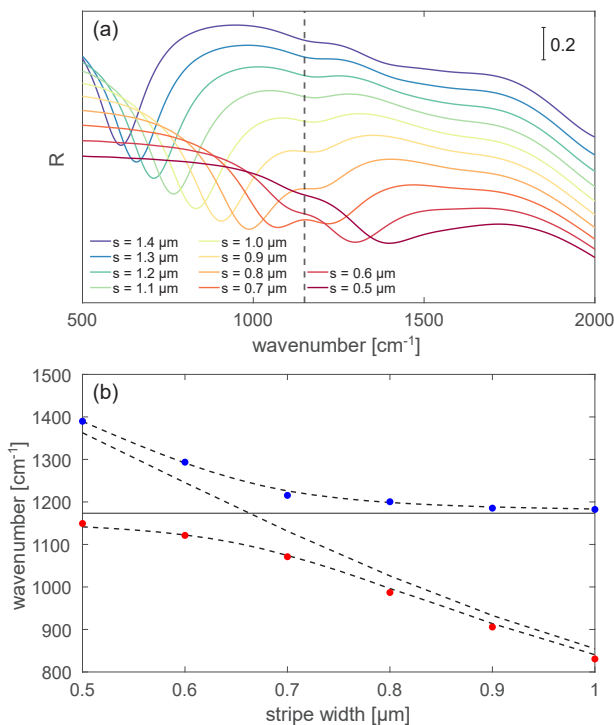 (a)
0.2
R
s = 1.4 µm
s = 1.3 µm
s = 1.2 µm
s = 1.1 µm
s = 1.0 µm
s = 0.9 µm
s = 0.8 µm
s = 0.7 µm
s = 0.6 µm
s = 0.5 µm
500 1000 1500 2000
wavenumber [cm⁻¹]
(b)
1500
1400
1300
1200
1100
1000
900
800
wavenumber [cm⁻¹]
0.5 0.6 0.7 0.8 0.9 1
stripe width [µm]